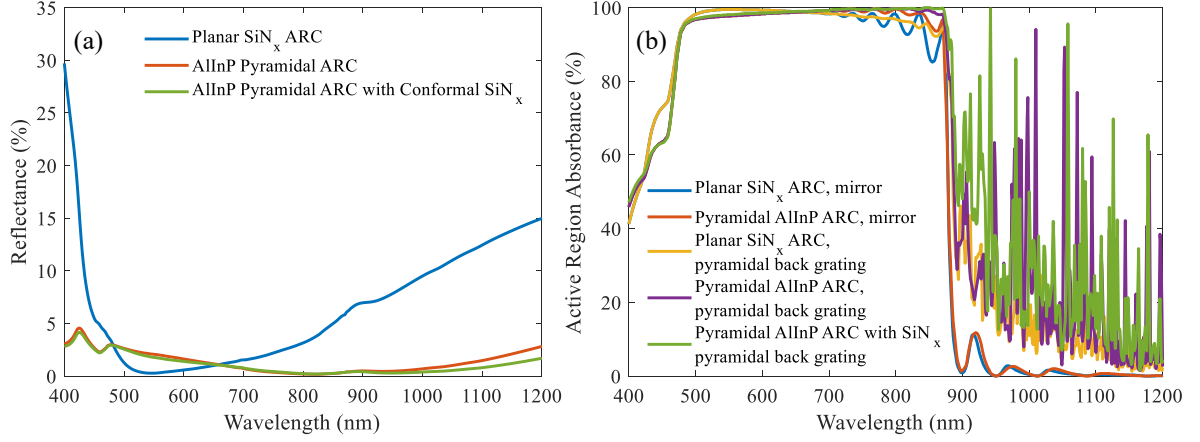 (a)
Planar SiNx ARC
AlInP Pyramidal ARC
AlInP Pyramidal ARC with Conformal SiNx
Reflectance (%)
35
30
25
20
15
10
5
0
400 500 600 700 800 900 1000 1100 1200
Wavelength (nm)
(b)
Active Region Absorbance (%)
100
80
60
40
20
0
Planar SiNx ARC, mirror
Pyramidal AlInP ARC, mirror
Planar SiNx ARC,
pyramidal back grating
Pyramidal AlInP ARC,
pyramidal back grating
Pyramidal AlInP ARC with SiNx
pyramidal back grating
400 500 600 700 800 900 1000 1100 1200
Wavelength (nm)